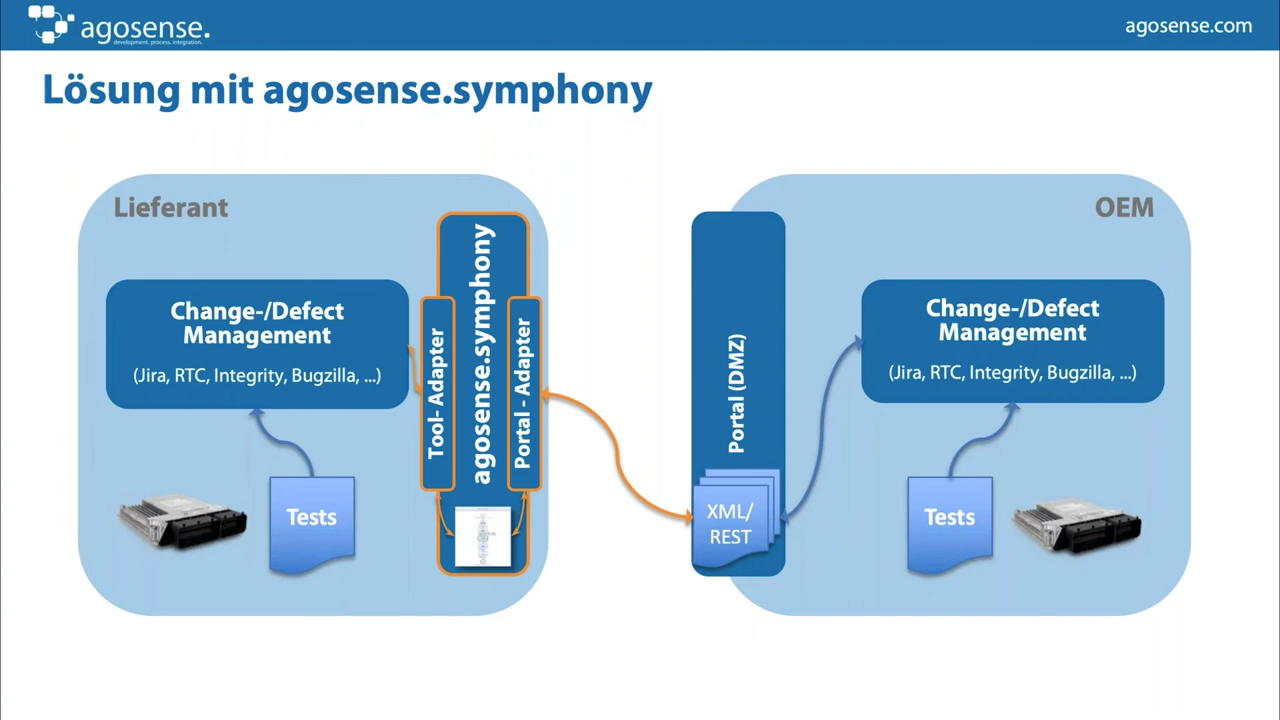 agosense.
development. process. integration.
agosense.com
Lösung mit agosense.symphony
Lieferant
Change-/Defect
Management
(Jira, RTC, Integrity, Bugzilla, ...)
Tests
Tool- Adapter
agosense.symphony
Portal - Adapter
Portal (DMZ)
XML/
REST
OEM
Change-/Defect
Management
(Jira, RTC, Integrity, Bugzilla, ...)
Tests